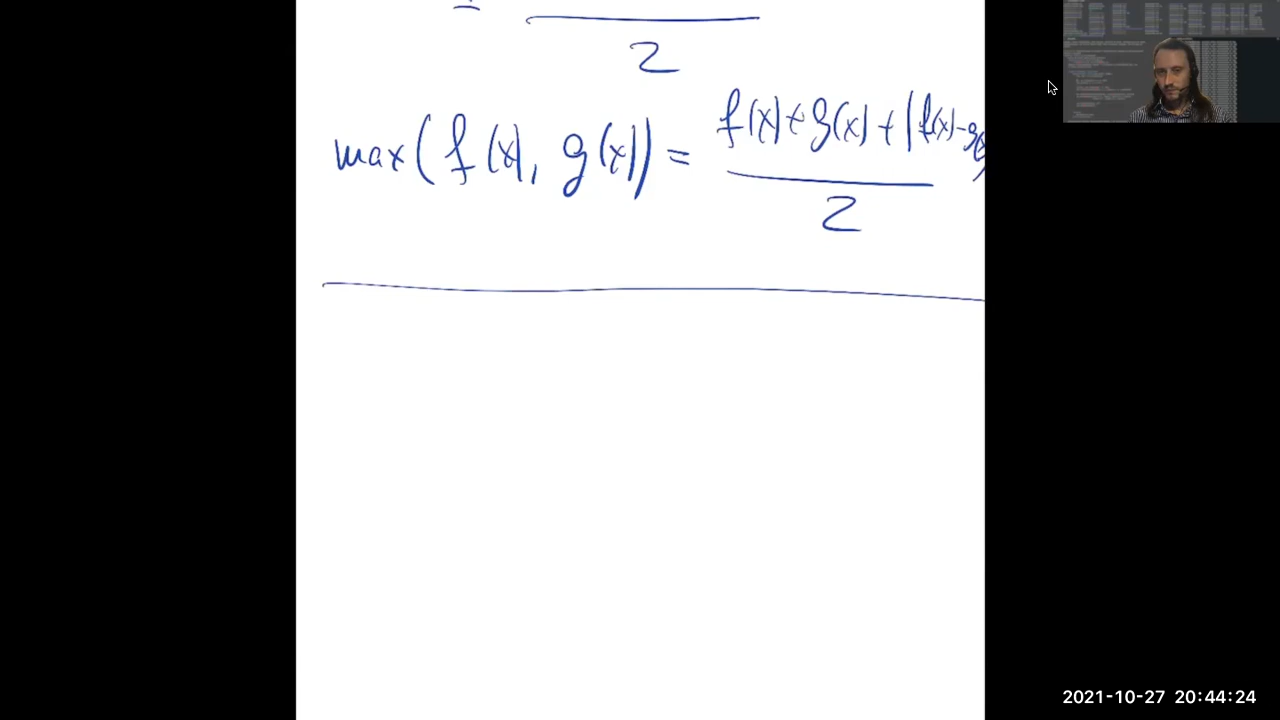 2
max(f(x), g(x)) = f(x)+g(x)+|f(x)-g(x)
2
2021-10-27 20:44:24